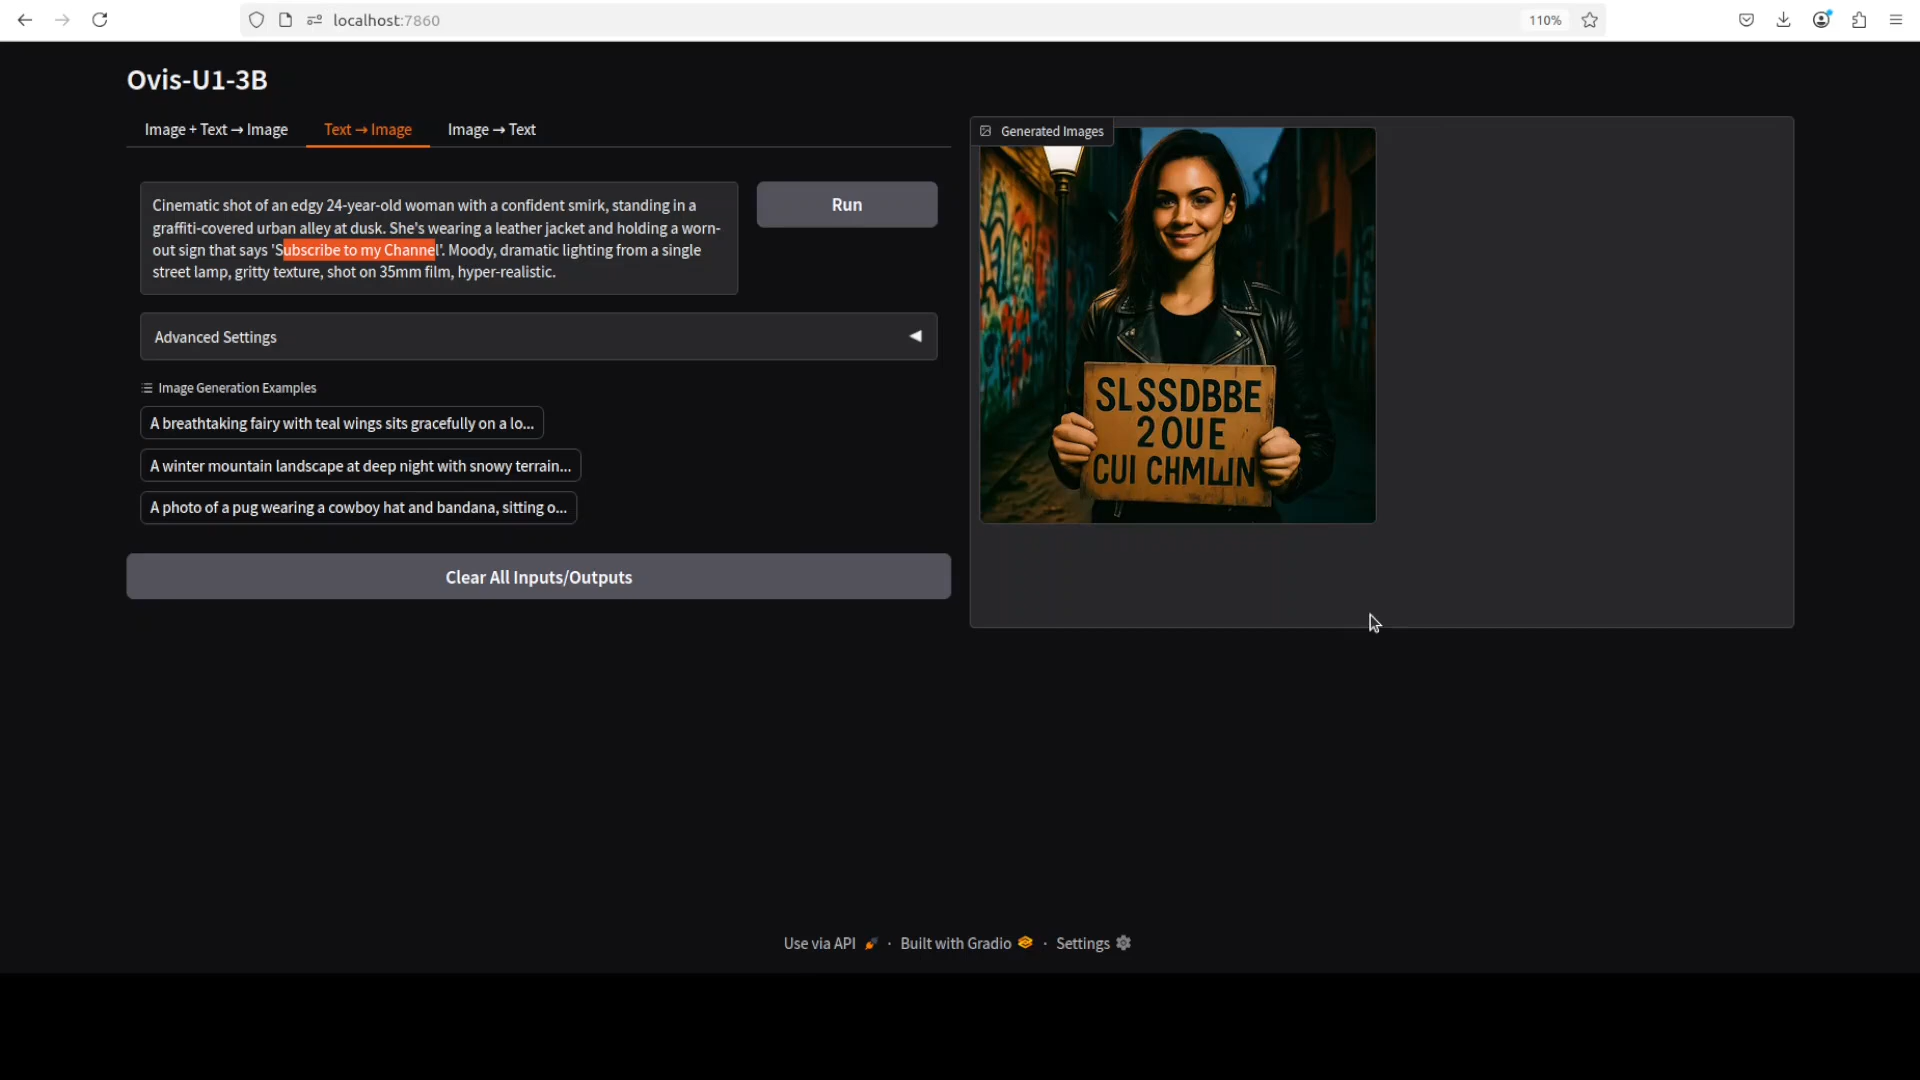 localhost:7860
110%
Ovis-U1-3B
Image + Text → Image
Text → Image
Image → Text
Cinematic shot of an edgy 24-year-old woman with a confident smirk, standing in a
graffiti-covered urban alley at dusk. She's wearing a leather jacket and holding a worn-
out sign that says 'Subscribe to my Channel'. Moody, dramatic lighting from a single
street lamp, gritty texture, shot on 35mm film, hyper-realistic.
Run
Advanced Settings
Image Generation Examples
A breathtaking fairy with teal wings sits gracefully on a lo...
A winter mountain landscape at deep night with snowy terrain...
A photo of a pug wearing a cowboy hat and bandana, sitting o...
Clear All Inputs/Outputs
Generated Images
SLSSDBBE
2OUE
CUI CHMШN
Use via API · Built with Gradio · Settings